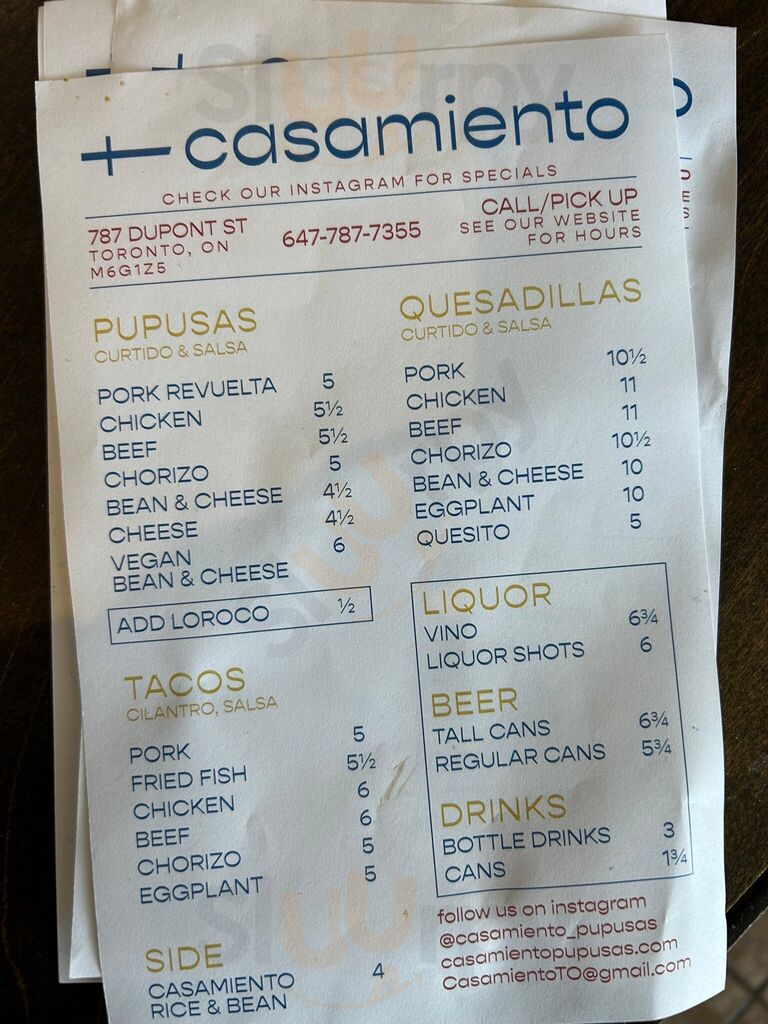 casamiento
CHECK OUR INSTAGRAM FOR SPECIALS
787 DUPONT ST
TORONTO, ON
M6G1Z5
647-787-7355
CALL/PICK UP
SEE OUR WEBSITE
FOR HOURS
PUPUSAS
CURTIDO & SALSA
PORK REVUELTA 5
CHICKEN 5½
BEEF 5½
CHORIZO 5
BEAN & CHEESE 4½
CHEESE 4½
VEGAN 6
BEAN & CHEESE
ADD LOROCO ½
TACOS
CILANTRO, SALSA
PORK 5
FRIED FISH 5½
CHICKEN 6
BEEF 6
CHORIZO 5
EGGPLANT 5
SIDE
CASAMIENTO 4
RICE & BEAN
QUESADILLAS
CURTIDO & SALSA
PORK 10½
CHICKEN 11
BEEF 11
CHORIZO 10½
BEAN & CHEESE 10
EGGPLANT 10
QUESITO 5
LIQUOR
VINO 6¾
LIQUOR SHOTS 6
BEER
TALL CANS 6¾
REGULAR CANS 5¾
DRINKS
BOTTLE DRINKS 3
CANS 1¾
follow us on instagram
@casamiento_pupusas
casamientopupusas.com
CasamientoTO@gmail.com
Sluurpy
Sluurpy
Sluurpy